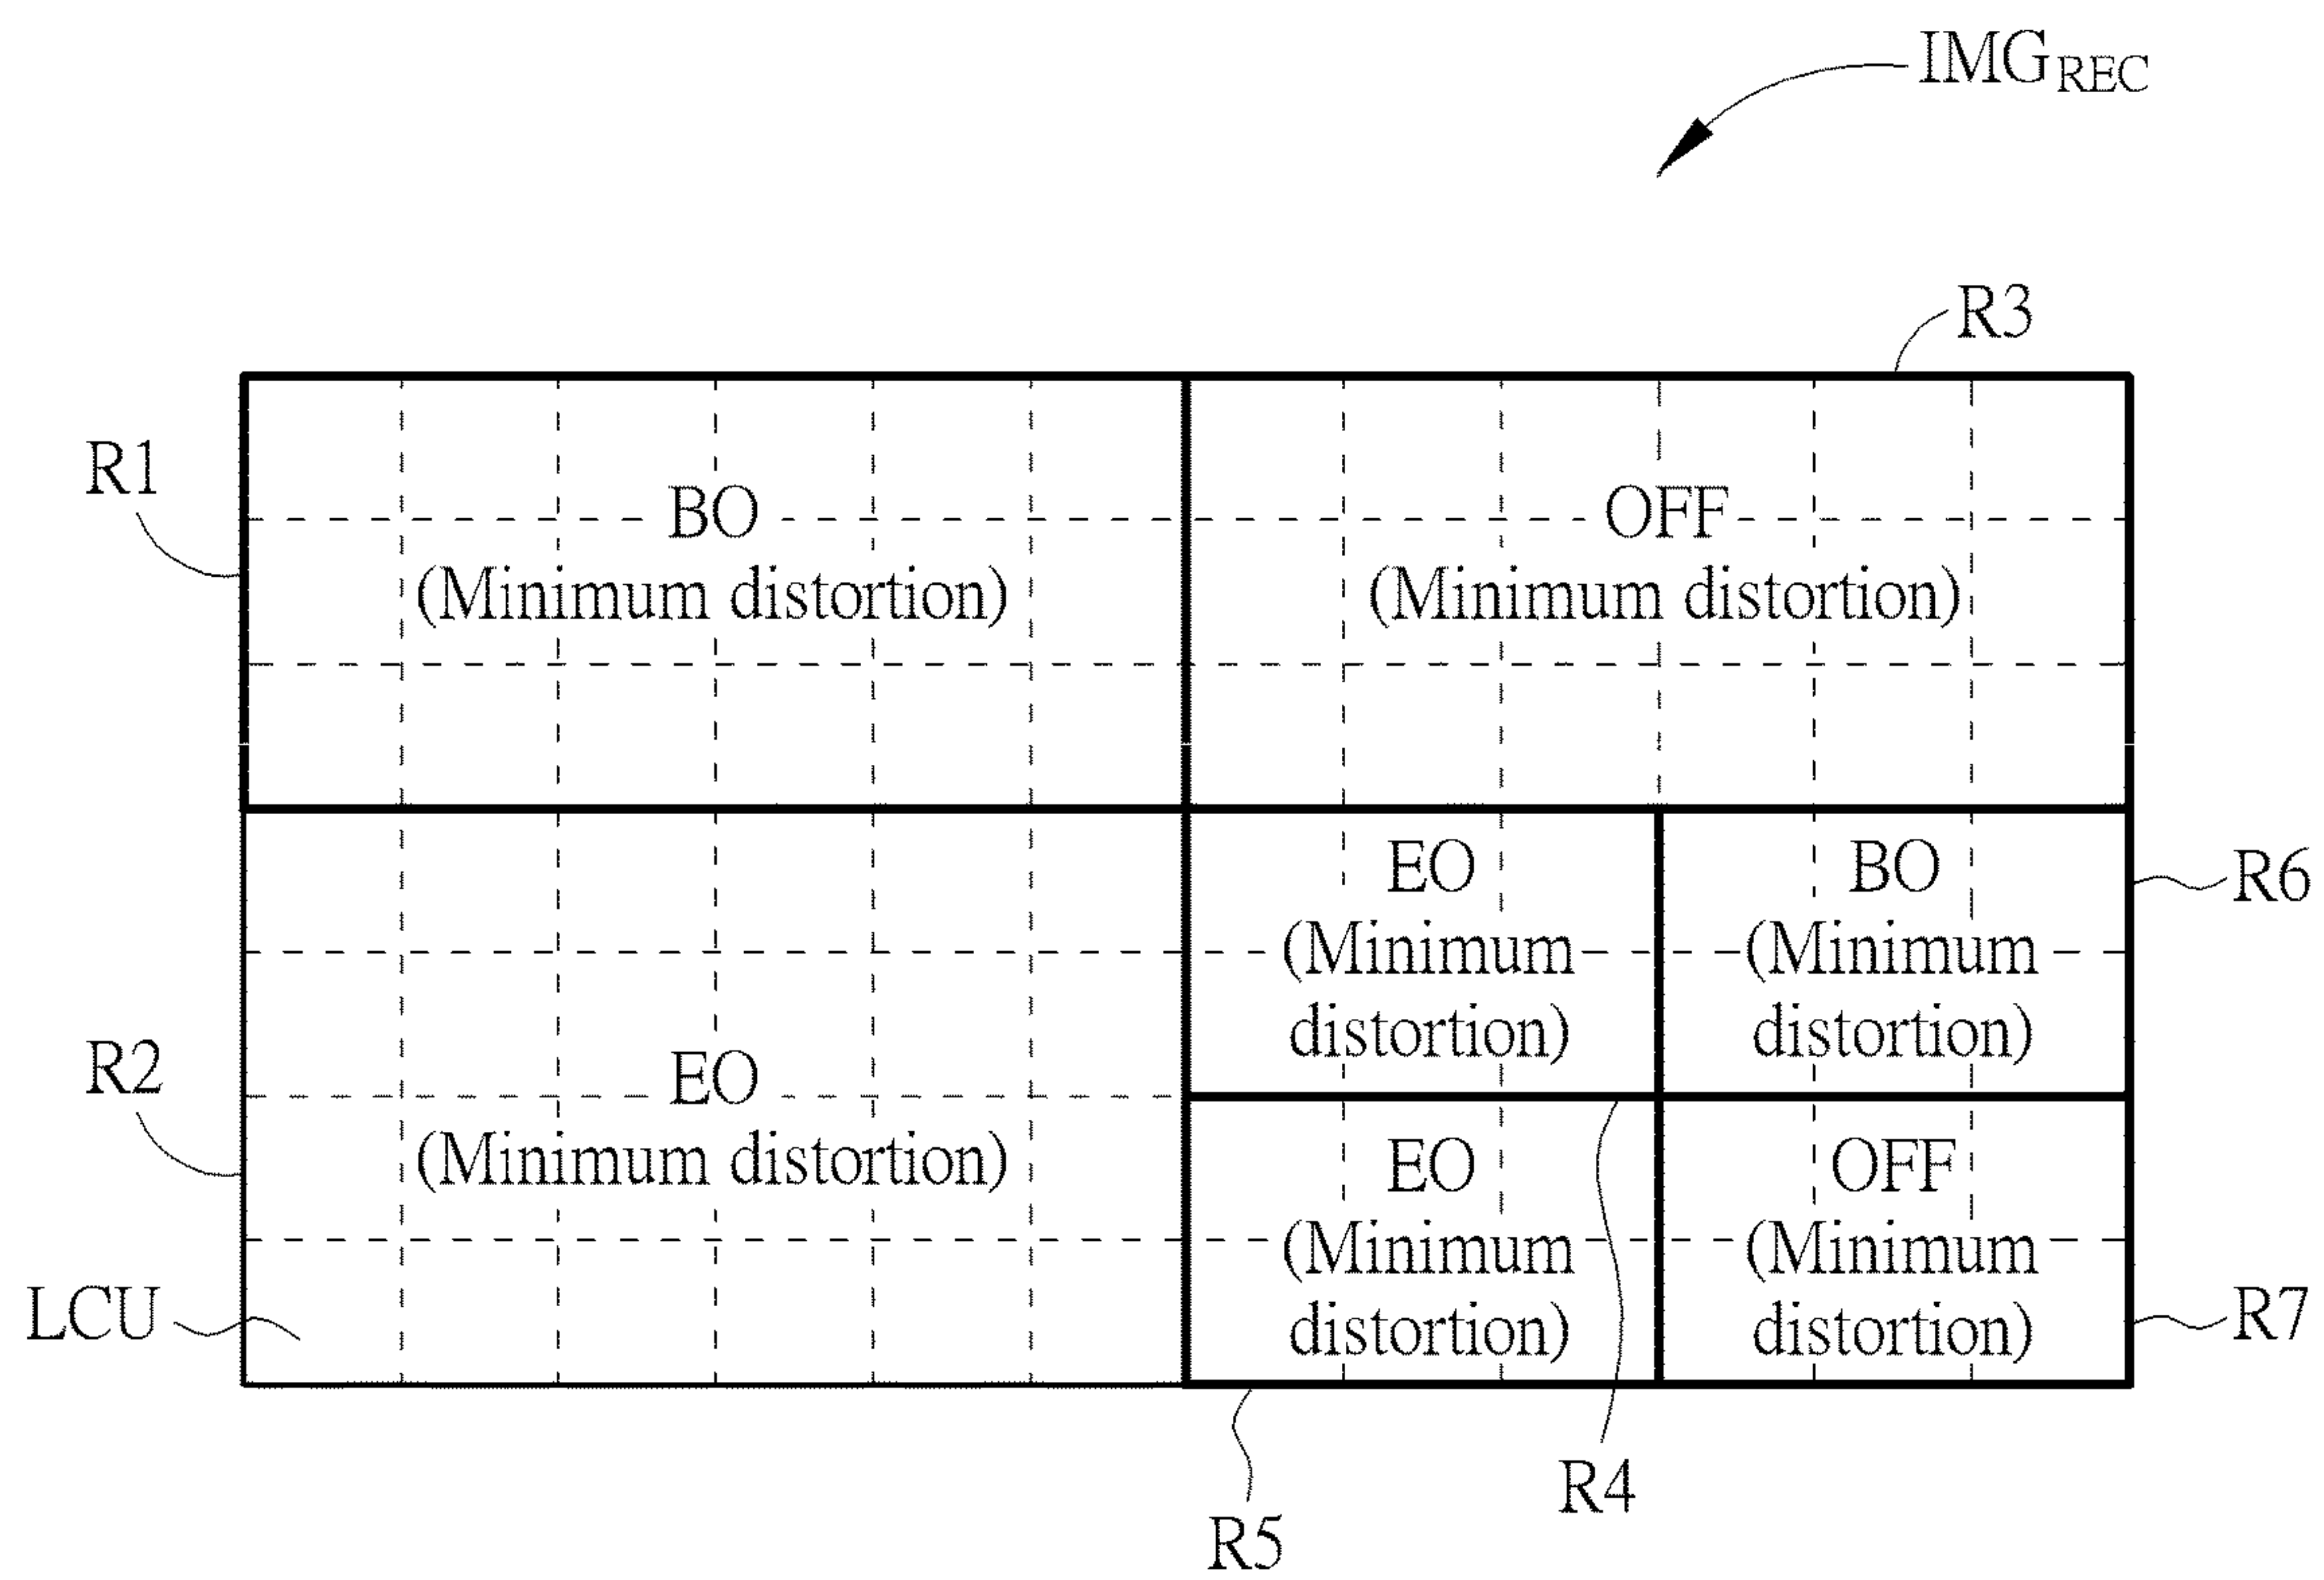 IMG_REC
R3
R1
BO
(Minimum distortion)
OFF
(Minimum distortion)
EO
(Minimum
distortion)
BO
(Minimum
distortion)
R6
R2
EO
(Minimum distortion)
EO
(Minimum
distortion)
OFF
(Minimum
distortion)
LCU
R7
R4
R5